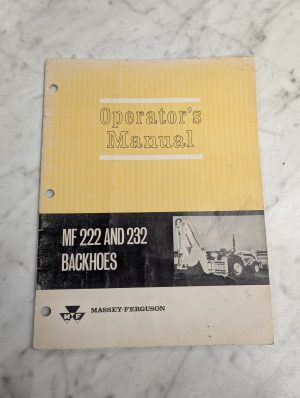 Operator's
Manual
MF 222 AND 232
BACKHOES
MF
MASSEY-FERGUSON